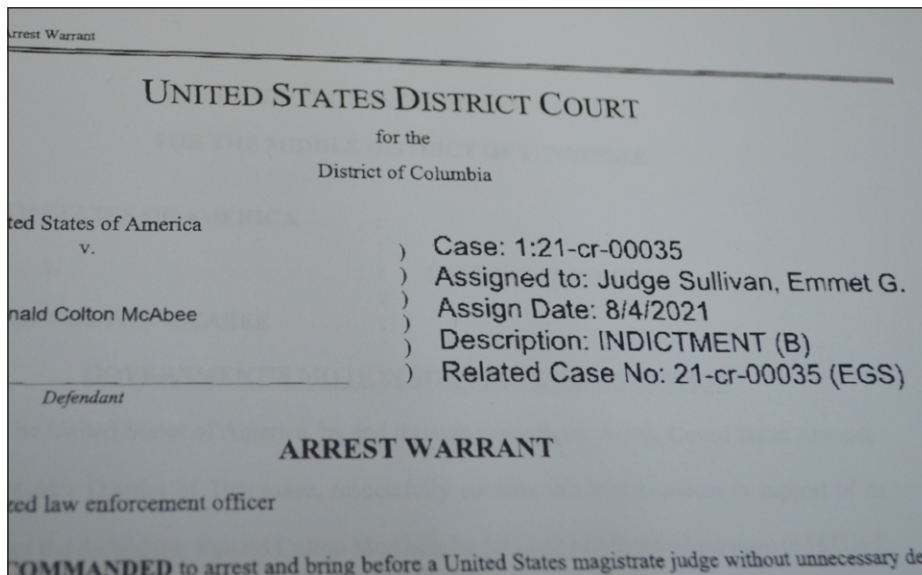 Arrest Warrant
UNITED STATES DISTRICT COURT
for the
District of Columbia
ted States of America
v.
nald Colton McAbee
Defendant
)
)
)
)
)
Case: 1:21-cr-00035
Assigned to: Judge Sullivan, Emmet G.
Assign Date: 8/4/2021
Description: INDICTMENT (B)
Related Case No: 21-cr-00035 (EGS)
ARREST WARRANT
zed law enforcement officer
COMMANDED to arrest and bring before a United States magistrate judge without unnecessary de